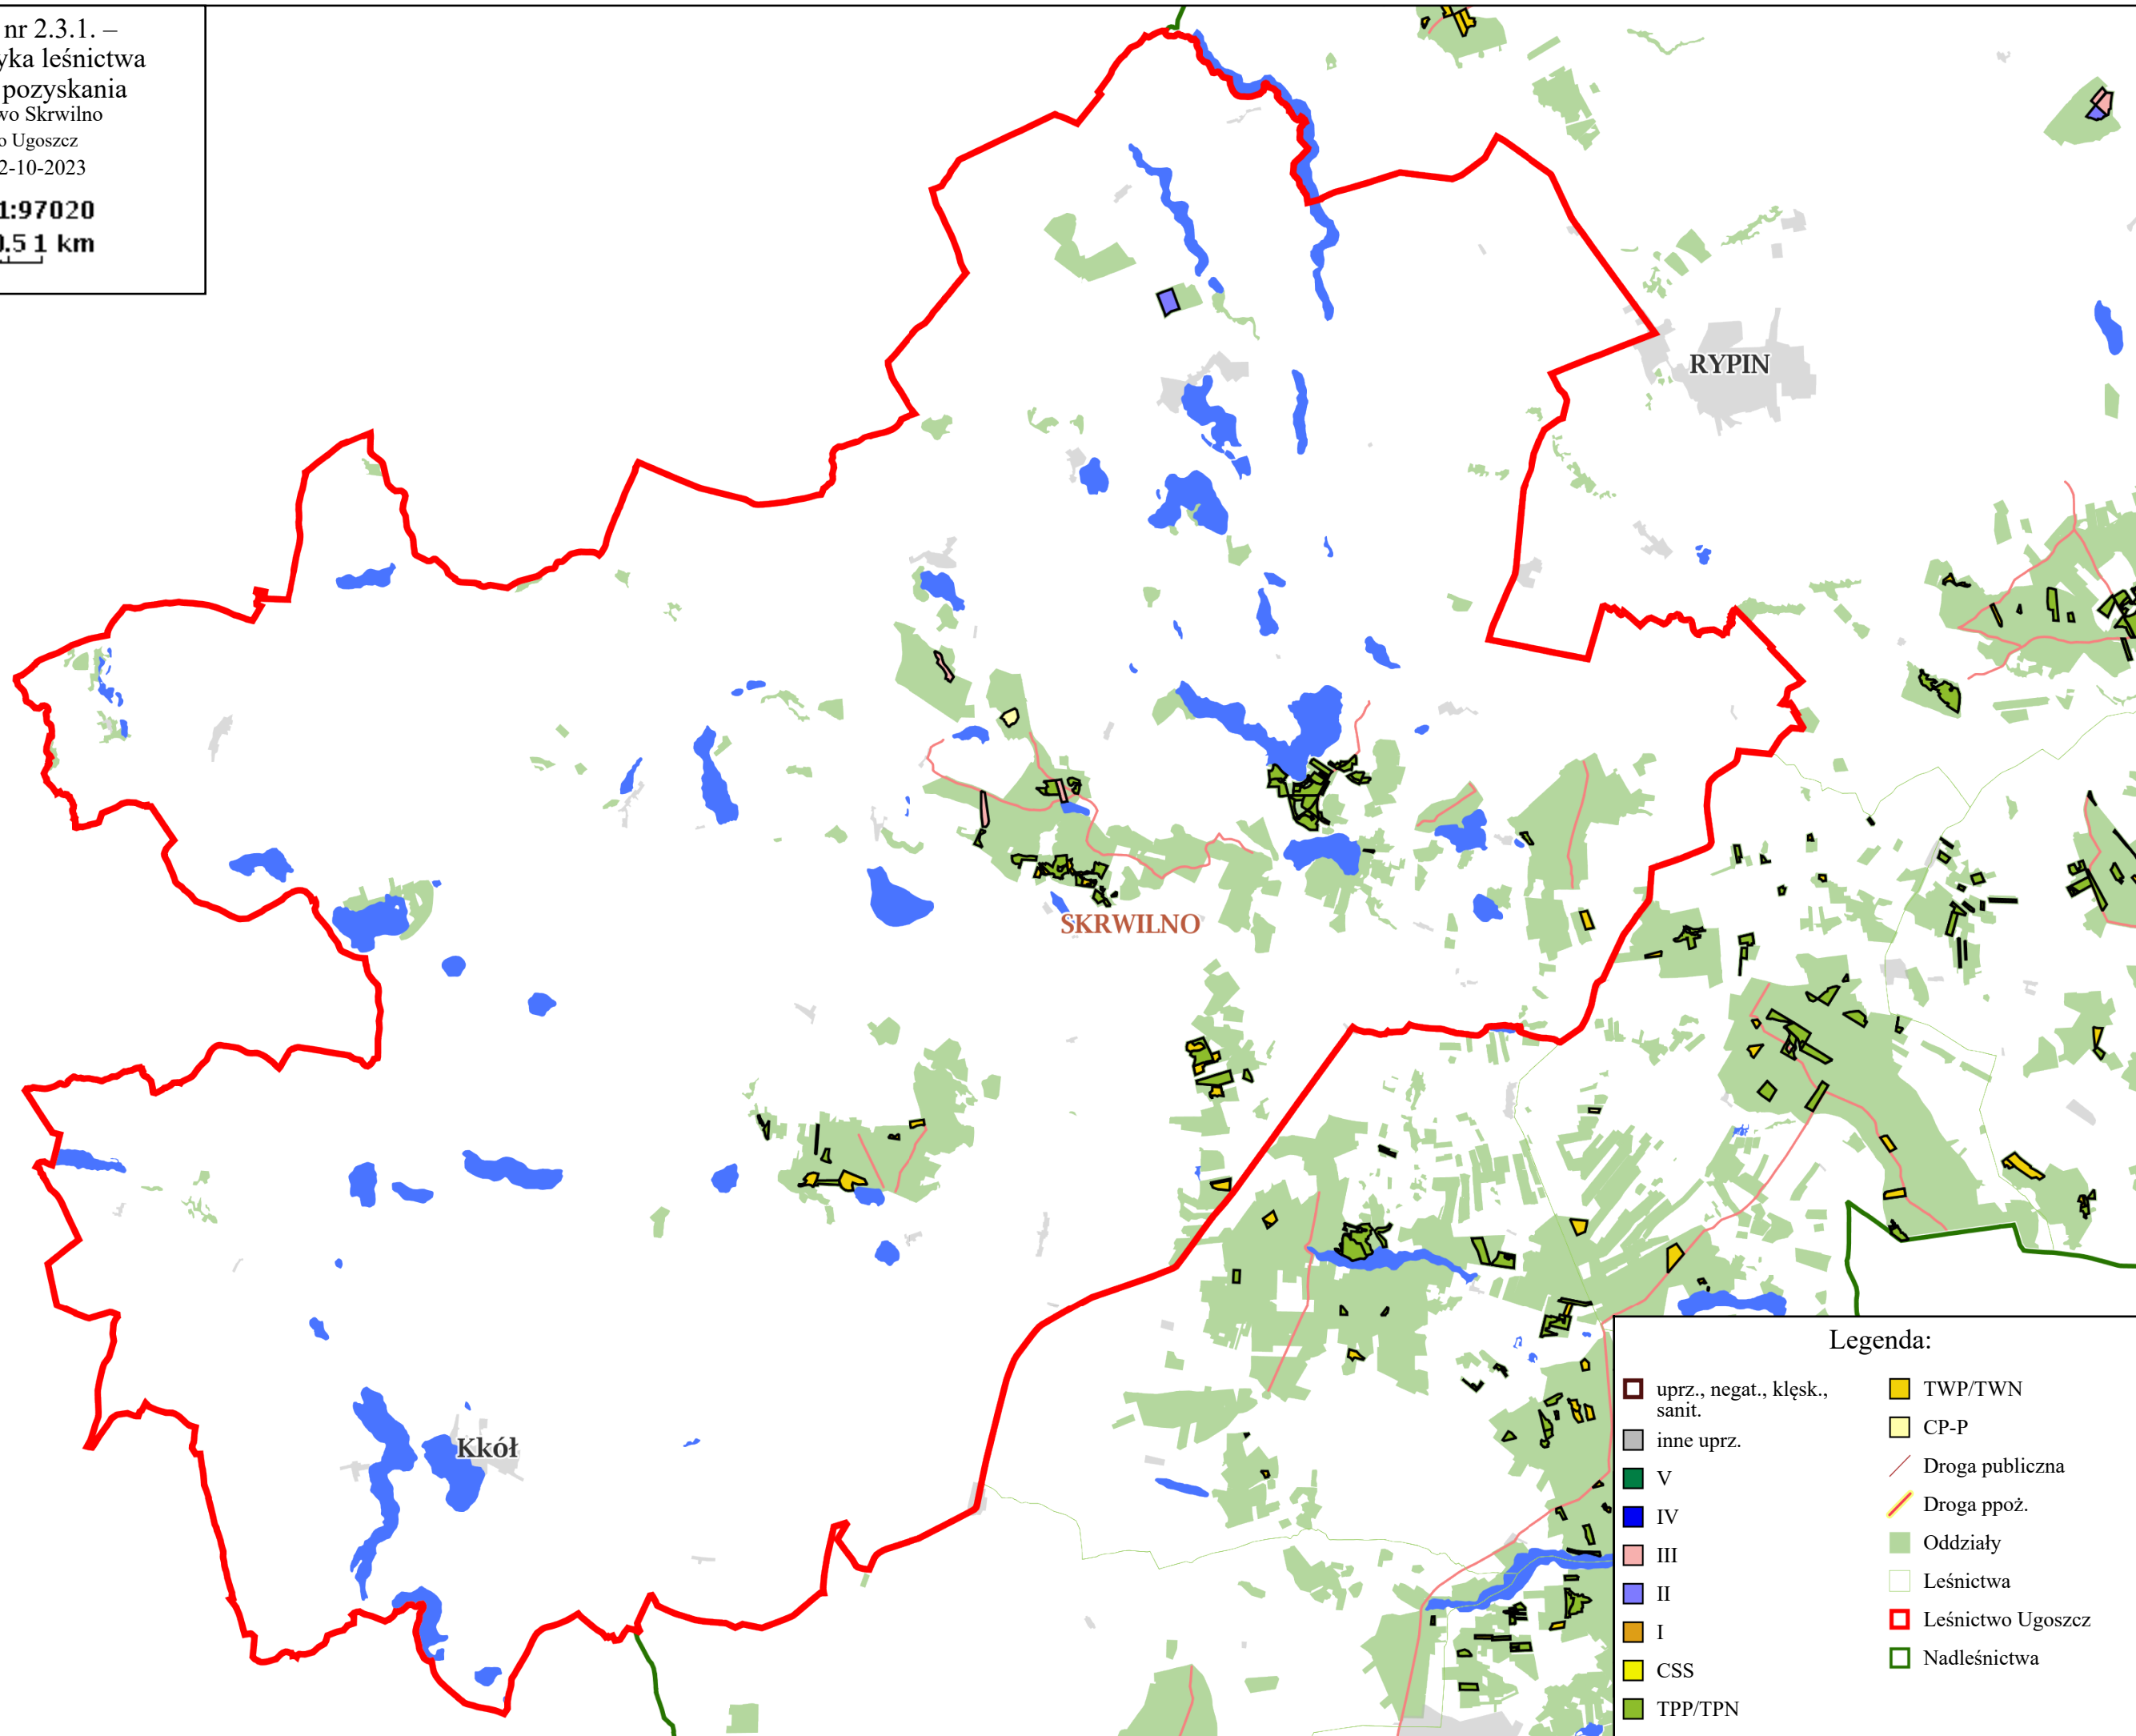 nr 2.3.1. –
yka leśnictwa
pozyskania
wo Skrwilno
o Ugoszcz
2-10-2023
1:97020
0.5 1 km
RYPIN
SKRWILNO
Kkół
Legenda:
uprz., negat., klęsk.,
sanit.
inne uprz.
V
IV
III
II
I
CSS
TPP/TPN
TWP/TWN
CP-P
Droga publiczna
Droga ppoż.
Oddziały
Leśnictwa
Leśnictwo Ugoszcz
Nadleśnictwa